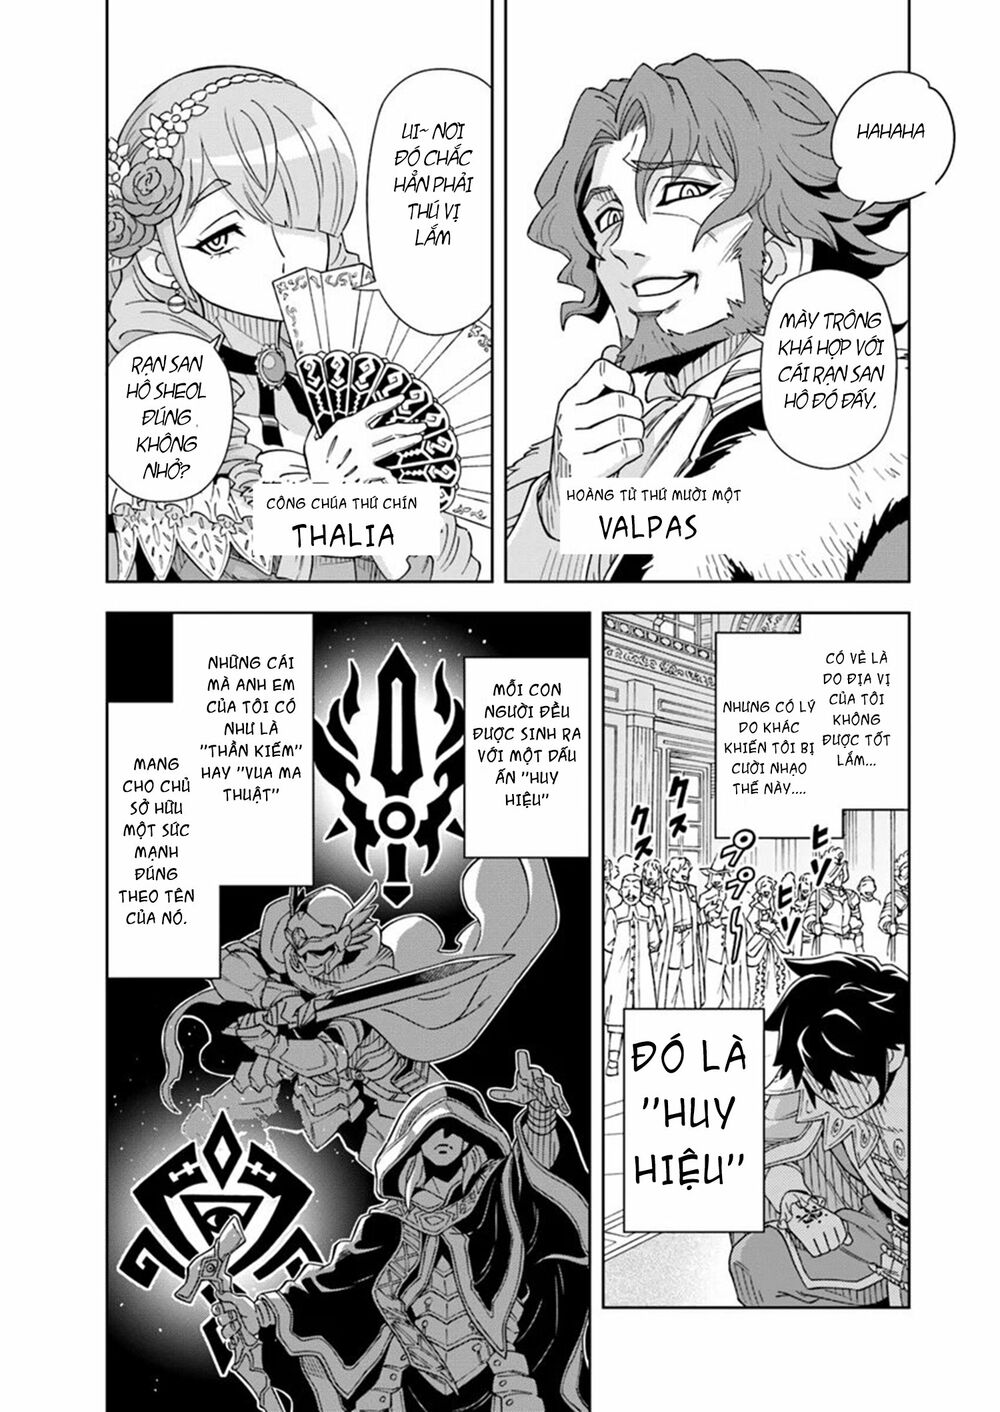 HAHAHA
MÀY TRÔNG
KHÁ HỢP VỚI
CÁI RẠN SAN
HÔ ĐÓ ĐẤY.
HOÀNG TỬ THỨ MƯỜI MỘT
VALPAS
UI~ NƠI
ĐÓ CHẮC
HẲN PHẢI
THÚ VỊ
LẮM
RẠN SAN
HÔ SHEOL
ĐÚNG
KHÔNG
NHỞ?
CÔNG CHÚA THỨ CHÍN
THALIA
CÓ VẺ LÀ
DO ĐỊA VỊ
CỦA TÔI
KHÔNG
ĐƯỢC TỐT
LẮM...
NHƯNG CÓ LÝ
DO KHÁC
KHIẾN TÔI BỊ
CƯỜI NHẠO
THẾ NÀY....
ヒソ
ヒソ
ププププ
クス
クス
ĐÓ LÀ
"HUY
HIỆU"
MỖI CON
NGƯỜI ĐỀU
ĐƯỢC SINH RA
VỚI MỘT DẤU
ẤN "HUY
HIỆU"
NHỮNG CÁI
MÀ ANH EM
CỦA TÔI CÓ
NHƯ LÀ
"THẦN KIẾM"
HAY "VUA MA
THUẬT"
MANG
CHO CHỦ
SỞ HỮU
MỘT SỨC
MẠNH
ĐÚNG
THEO TÊN
CỦA NÓ.